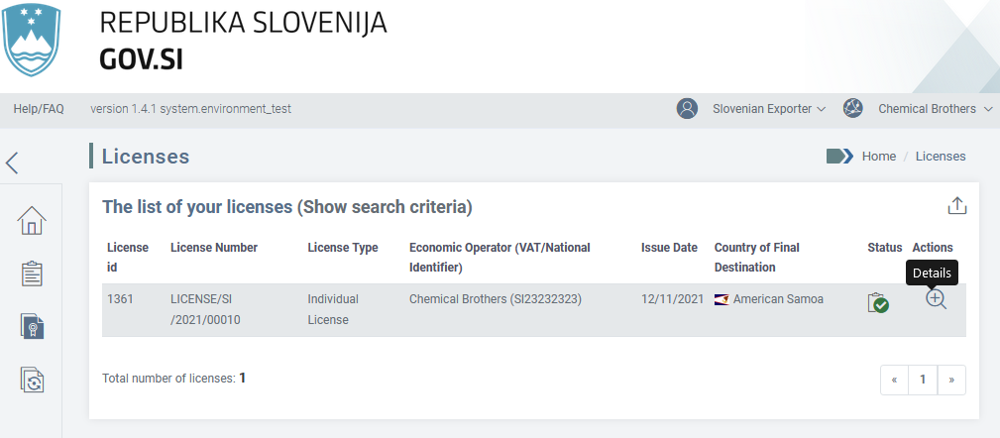 REPUBLIKA SLOVENIJA
GOV.SI
Help/FAQ version 1.4.1 system.environment_test Slovenian Exporter Chemical Brothers
Licenses Home / Licenses
The list of your licenses (Show search criteria)
License License Number License Type Economic Operator (VAT/National Issue Date Country of Final Status Actions
id Identifier) Destination
Details
1361 LICENSE/SI Individual Chemical Brothers (SI23232323) 12/11/2021 American Samoa
/2021/00010 License
Total number of licenses: 1 « 1 »